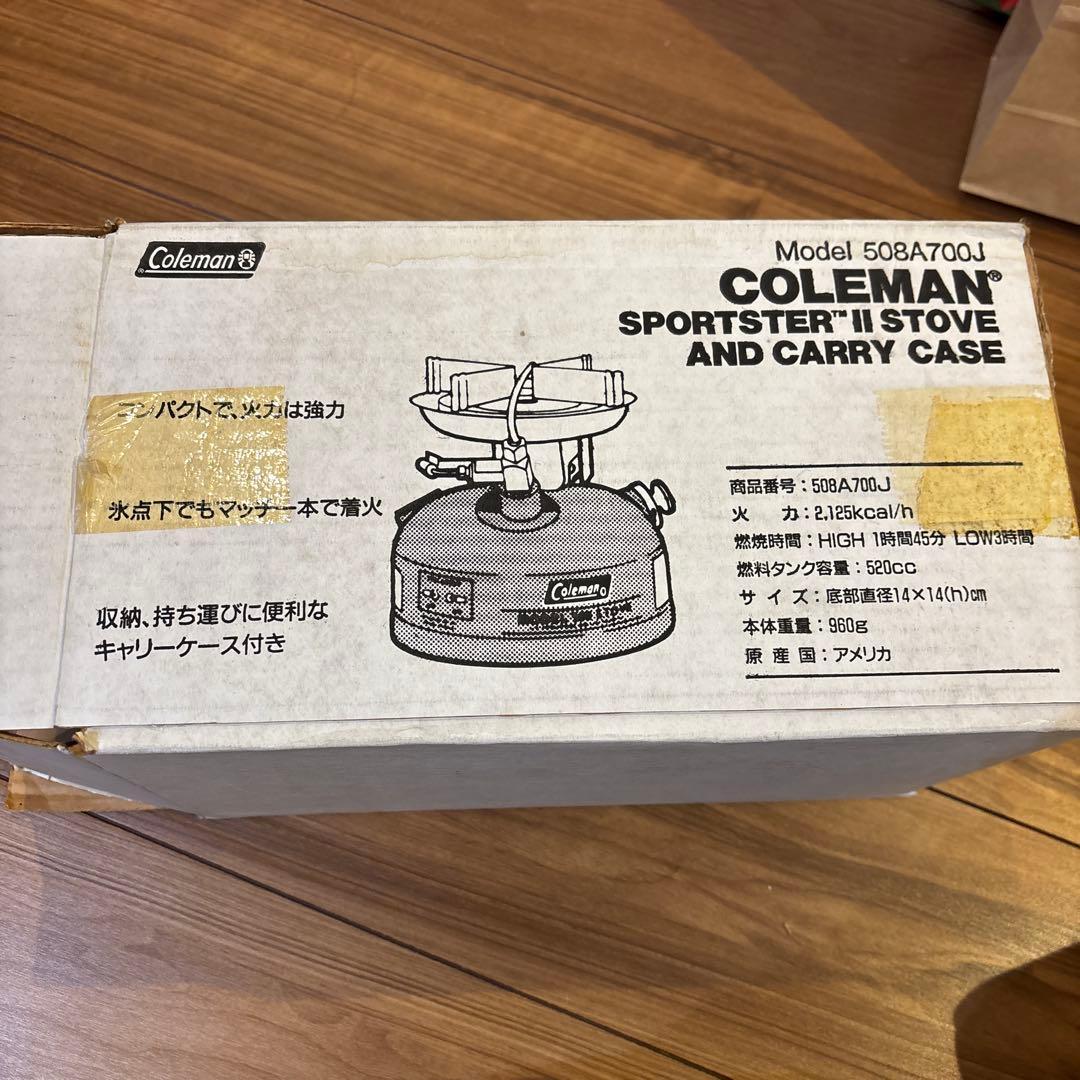 Coleman
Model 508A700J
COLEMAN®
SPORTSTER™ II STOVE
AND CARRY CASE
コンパクトで、火力は強力
氷点下でもマッチ一本で着火
収納、持ち運びに便利な
キャリーケース付き
Coleman
商品番号：508A700J
火　力：2,125kcal/h
燃焼時間：HIGH 1時間45分 LOW3時間
燃料タンク容量：520cc
サイズ：底部直径14×14(h)cm
本体重量：960g
原産国：アメリカ